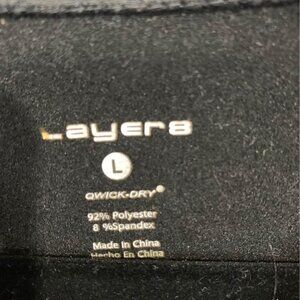 Layer8
L
QWICK-DRY®
92% Polyester
8 %Spandex
Made in China
Hecho En China